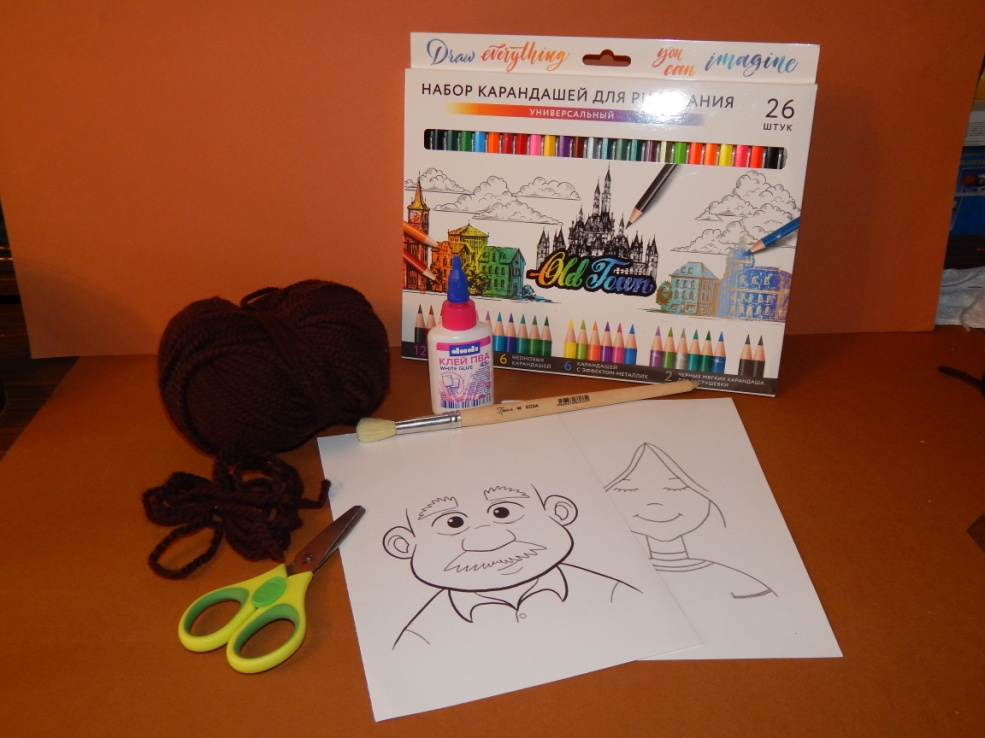 Draw everything you can imagine
НАБОР КАРАНДАШЕЙ ДЛЯ РИСОВАНИЯ
УНИВЕРСАЛЬНЫЙ
26
ШТУК
Old Town
КЛЕЙ ПВА
WHITE GLUE
12
6 НЕОНОВЫХ
КАРАНДАШЕЙ
6 КАРАНДАШЕЙ
С ЭФФЕКТОМ МЕТАЛЛИК
2 ЧЕРНЫХ МЯГКИХ КАРАНДАША